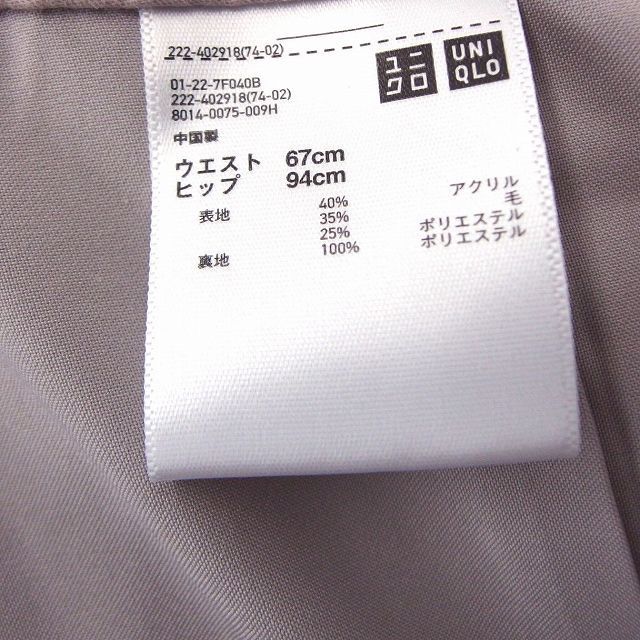 222-402918(74-02)
ユニクロ
UNIQLO
01-22-7F040B
222-402918(74-02)
8014-0075-009H
中国製
ウエスト 67cm
ヒップ 94cm
表地 40% アクリル
35% 毛
25% ポリエステル
裏地 100% ポリエステル